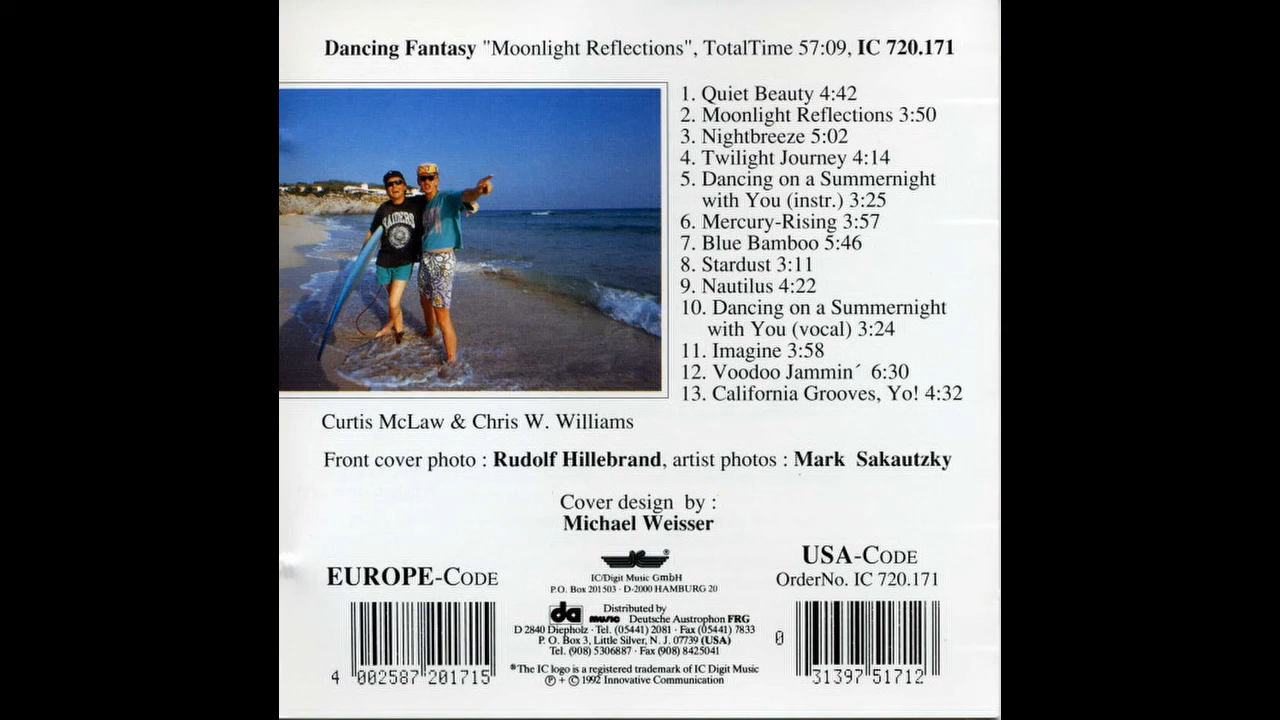 Dancing Fantasy "Moonlight Reflections", TotalTime 57:09, IC 720.171
1. Quiet Beauty 4:42
2. Moonlight Reflections 3:50
3. Nightbreeze 5:02
4. Twilight Journey 4:14
5. Dancing on a Summernight
with You (instr.) 3:25
6. Mercury-Rising 3:57
7. Blue Bamboo 5:46
8. Stardust 3:11
9. Nautilus 4:22
10. Dancing on a Summernight
with You (vocal) 3:24
11. Imagine 3:58
12. Voodoo Jammin´ 6:30
13. California Grooves, Yo! 4:32
RAIDERS
Curtis McLaw & Chris W. Williams
Front cover photo : Rudolf Hillebrand, artist photos : Mark Sakautzky
Cover design by :
Michael Weisser
EUROPE-CODE
4 002587 201715
IC ®
IC/Digit Music GmbH
P.O. Box 201503 · D-2000 HAMBURG 20
da music
Distributed by
Deutsche Austrophon FRG
D 2840 Diepholz · Tel. (05441) 2081 · Fax (05441) 7833
P. O. Box 3, Little Silver, N. J. 07739 (USA)
Tel. (908) 5306887 · Fax (908) 8425041
®The IC logo is a registered trademark of IC Digit Music
℗ + © 1992 Innovative Communication
USA-CODE
OrderNo. IC 720.171
0 31397 51712